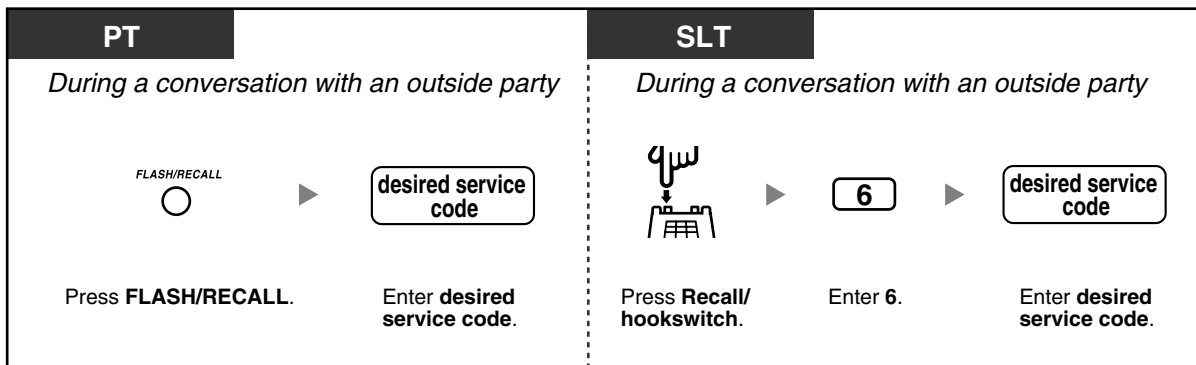 PT
During a conversation with an outside party
FLASH/RECALL
desired service
code
Press FLASH/RECALL.
Enter desired
service code.
SLT
During a conversation with an outside party
6
desired service
code
Press Recall/
hookswitch.
Enter 6.
Enter desired
service code.